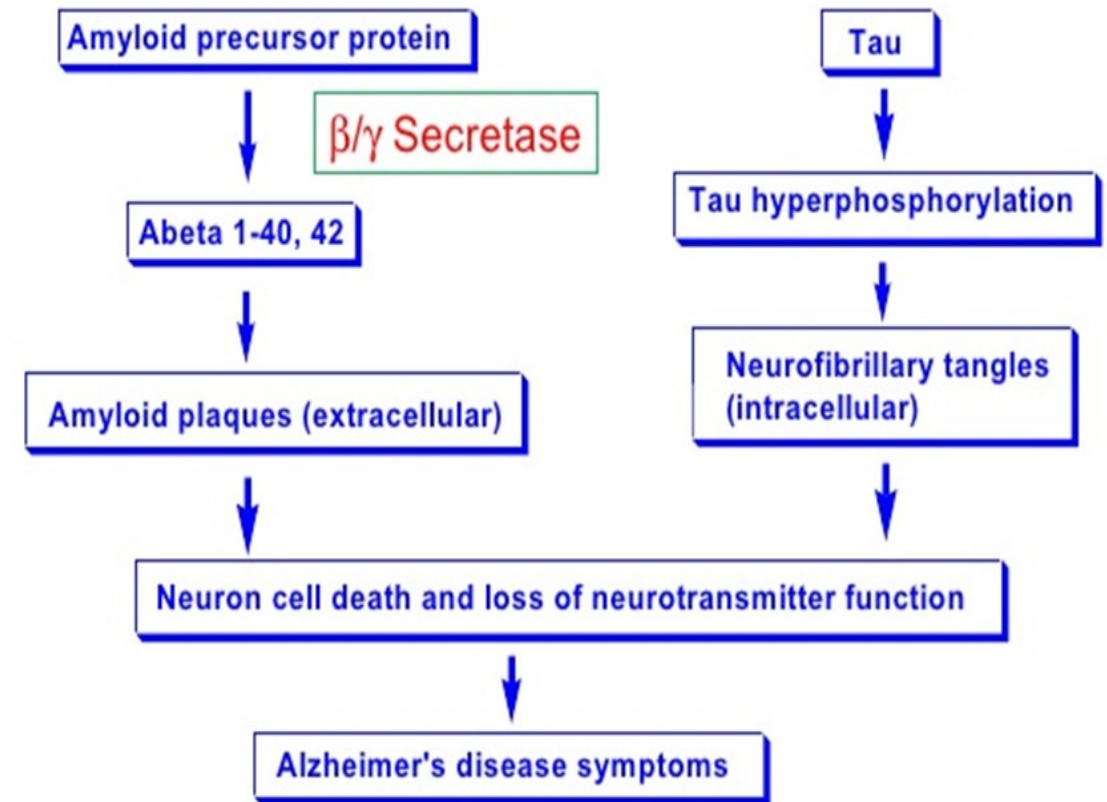 Amyloid precursor protein
Tau
β/γ Secretase
Tau hyperphosphorylation
Abeta 1-40, 42
Neurofibrillary tangles
(intracellular)
Amyloid plaques (extracellular)
Neuron cell death and loss of neurotransmitter function
Alzheimer's disease symptoms